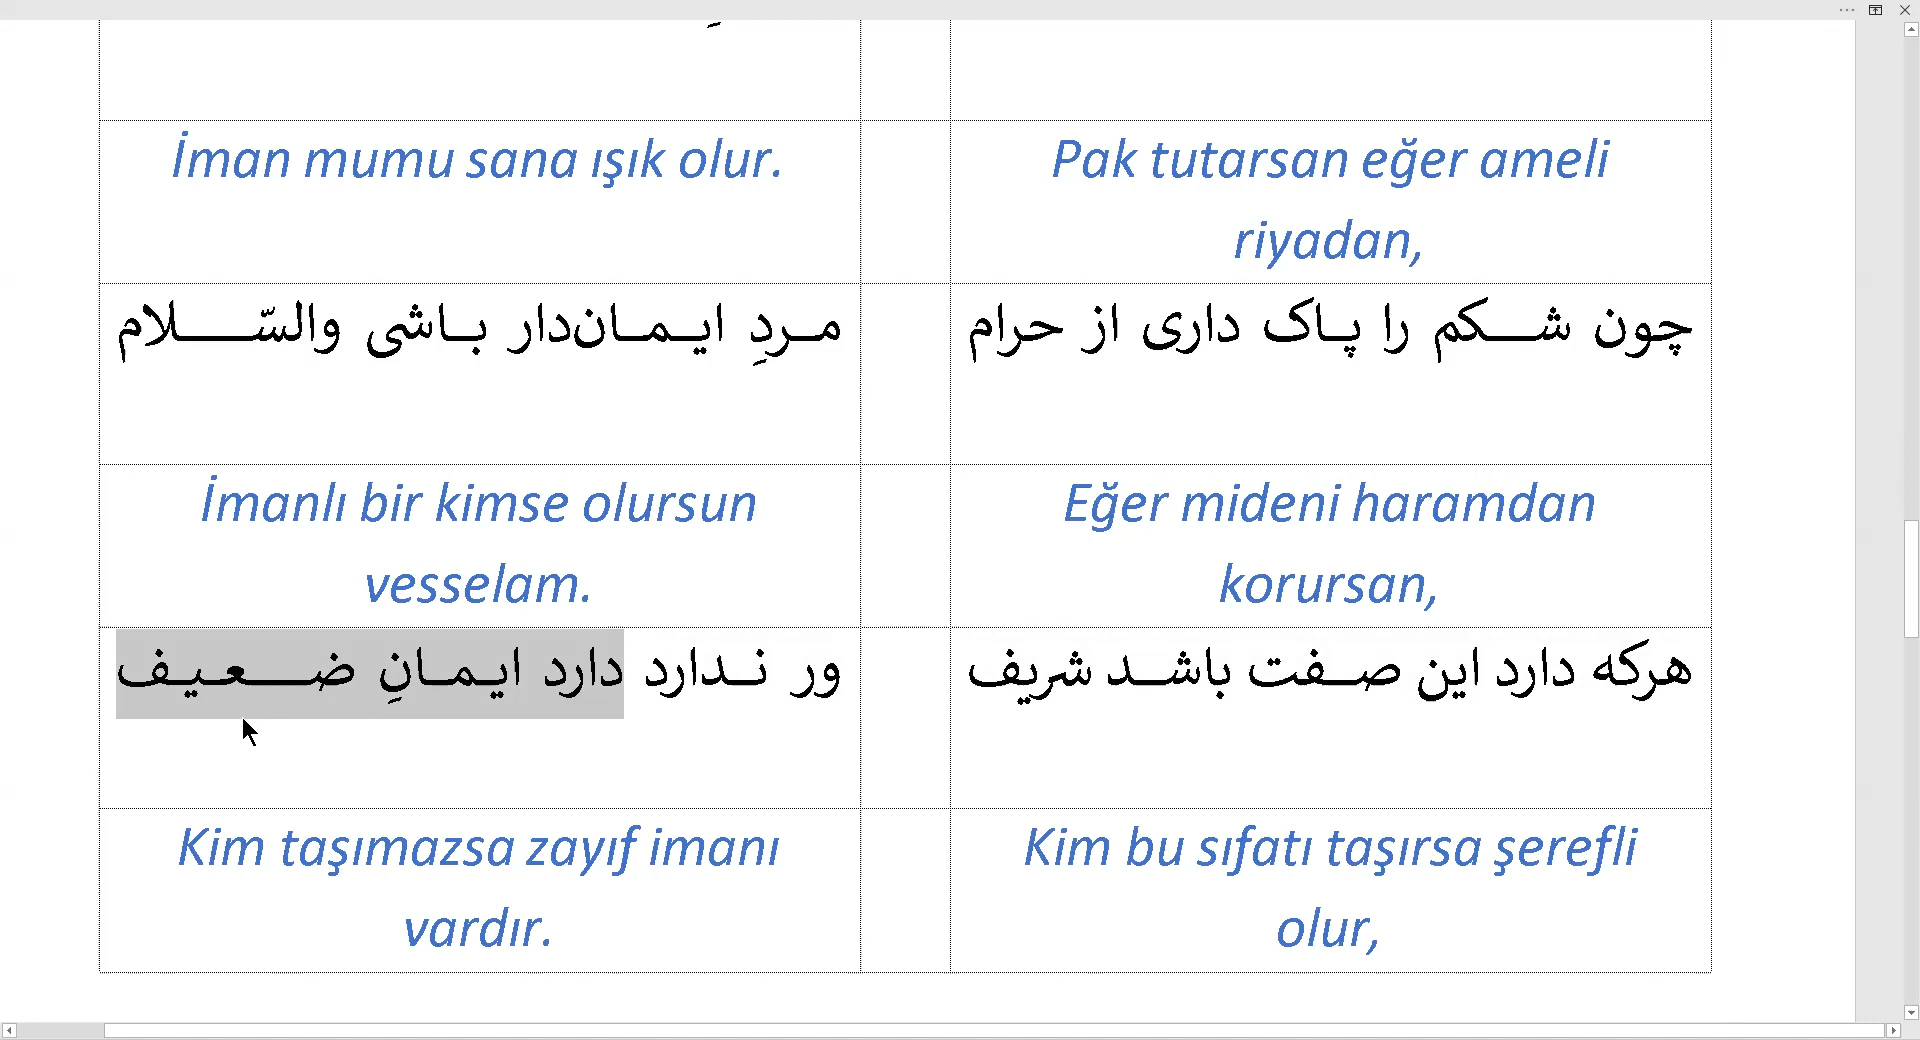 Pak tutarsan eğer ameli
riyadan,
İman mumu sana ışık olur.
چون شـــکم را پـاک داری از حرام
مـردِ ایـمـان‌دار بـاشی والسّـــــلام
Eğer mideni haramdan
korursan,
İmanlı bir kimse olursun
vesselam.
هرکه دارد این صـفت باشـد شریف
ور نـدارد دارد ایـمـانِ ضـــعـیـف
Kim bu sıfatı taşırsa şerefli
olur,
Kim taşımazsa zayıf imanı
vardır.